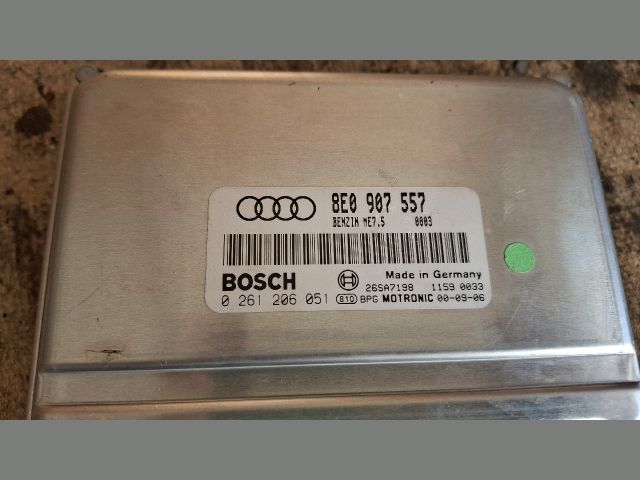 8E0 907 557
BENZIN ME7.5 0003
BOSCH Made in Germany
26SA7198 1159 0033
0 261 206 051 810 BPG MOTRONIC 00-09-06